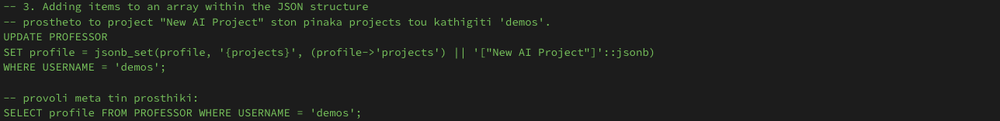 -- 3. Adding items to an array within the JSON structure
-- prostheto to project "New AI Project" ston pinaka projects tou kathigiti 'demos'.
UPDATE PROFESSOR
SET profile = jsonb_set(profile, '{projects}', (profile->'projects') || '["New AI Project"]'::jsonb)
WHERE USERNAME = 'demos';
-- provoli meta tin prosthiki:
SELECT profile FROM PROFESSOR WHERE USERNAME = 'demos';